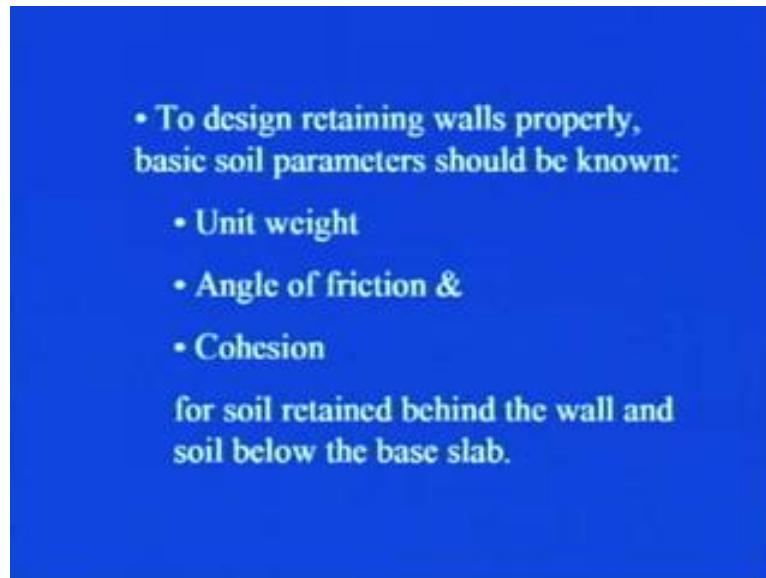 • To design retaining walls properly,
basic soil parameters should be known:
• Unit weight
• Angle of friction &
• Cohesion
for soil retained behind the wall and
soil below the base slab.